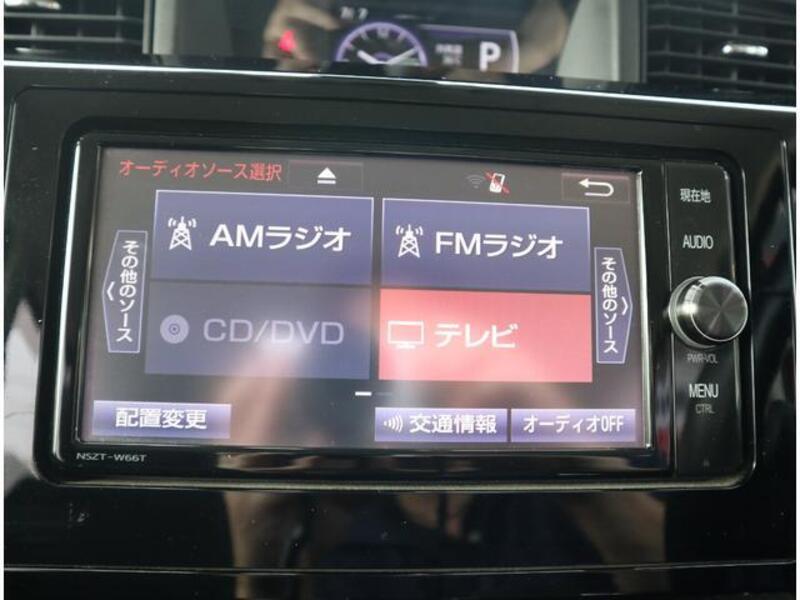 P
オーディオソース選択
現在地
AMラジオ
FMラジオ
AUDIO
その他のソース
その他のソース
CD/DVD
テレビ
PWR-VOL
MENU
CTRL
配置変更
交通情報
オーディオOFF
NSZT-W66T